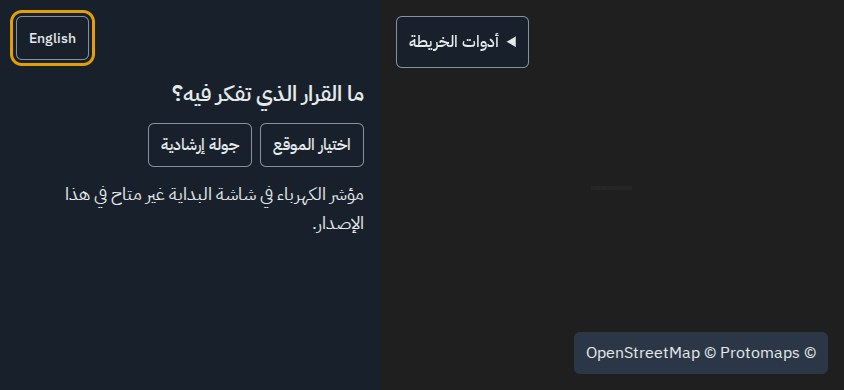 English
ما القرار الذي تفكر فيه؟
اختيار الموقع
جولة إرشادية
مؤشر الكهرباء في شاشة البداية غير متاح في هذا
الإصدار.
◀ أدوات الخريطة
OpenStreetMap © Protomaps ©